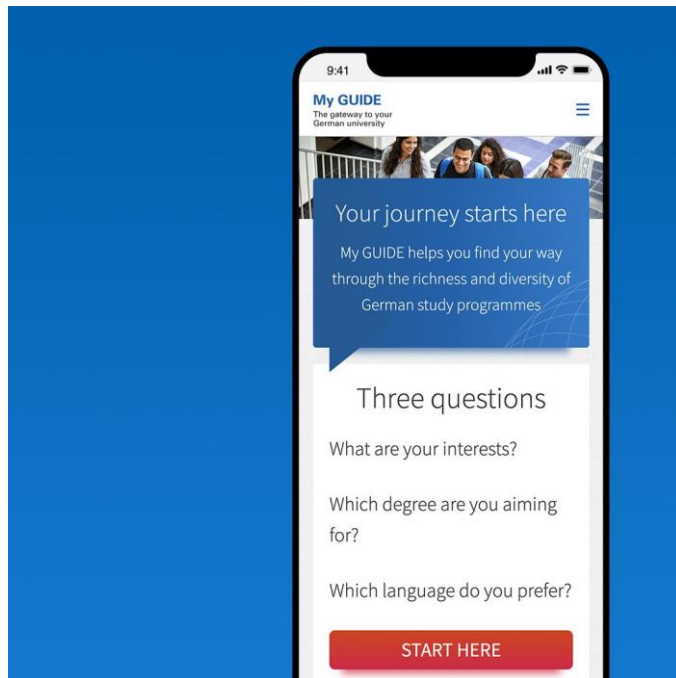 9:41
My GUIDE
The gateway to your
German university
Your journey starts here
My GUIDE helps you find your way
through the richness and diversity of
German study programmes
Three questions
What are your interests?
Which degree are you aiming
for?
Which language do you prefer?
START HERE